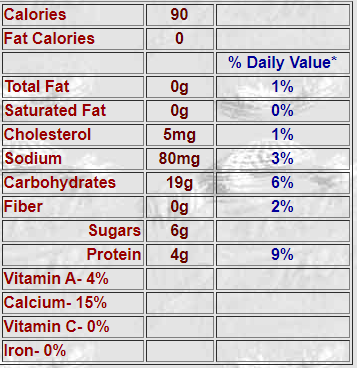 Calories 90
Fat Calories 0
% Daily Value*
Total Fat 0g 1%
Saturated Fat 0g 0%
Cholesterol 5mg 1%
Sodium 80mg 3%
Carbohydrates 19g 6%
Fiber 0g 2%
Sugars 6g
Protein 4g 9%
Vitamin A- 4%
Calcium- 15%
Vitamin C- 0%
Iron- 0%